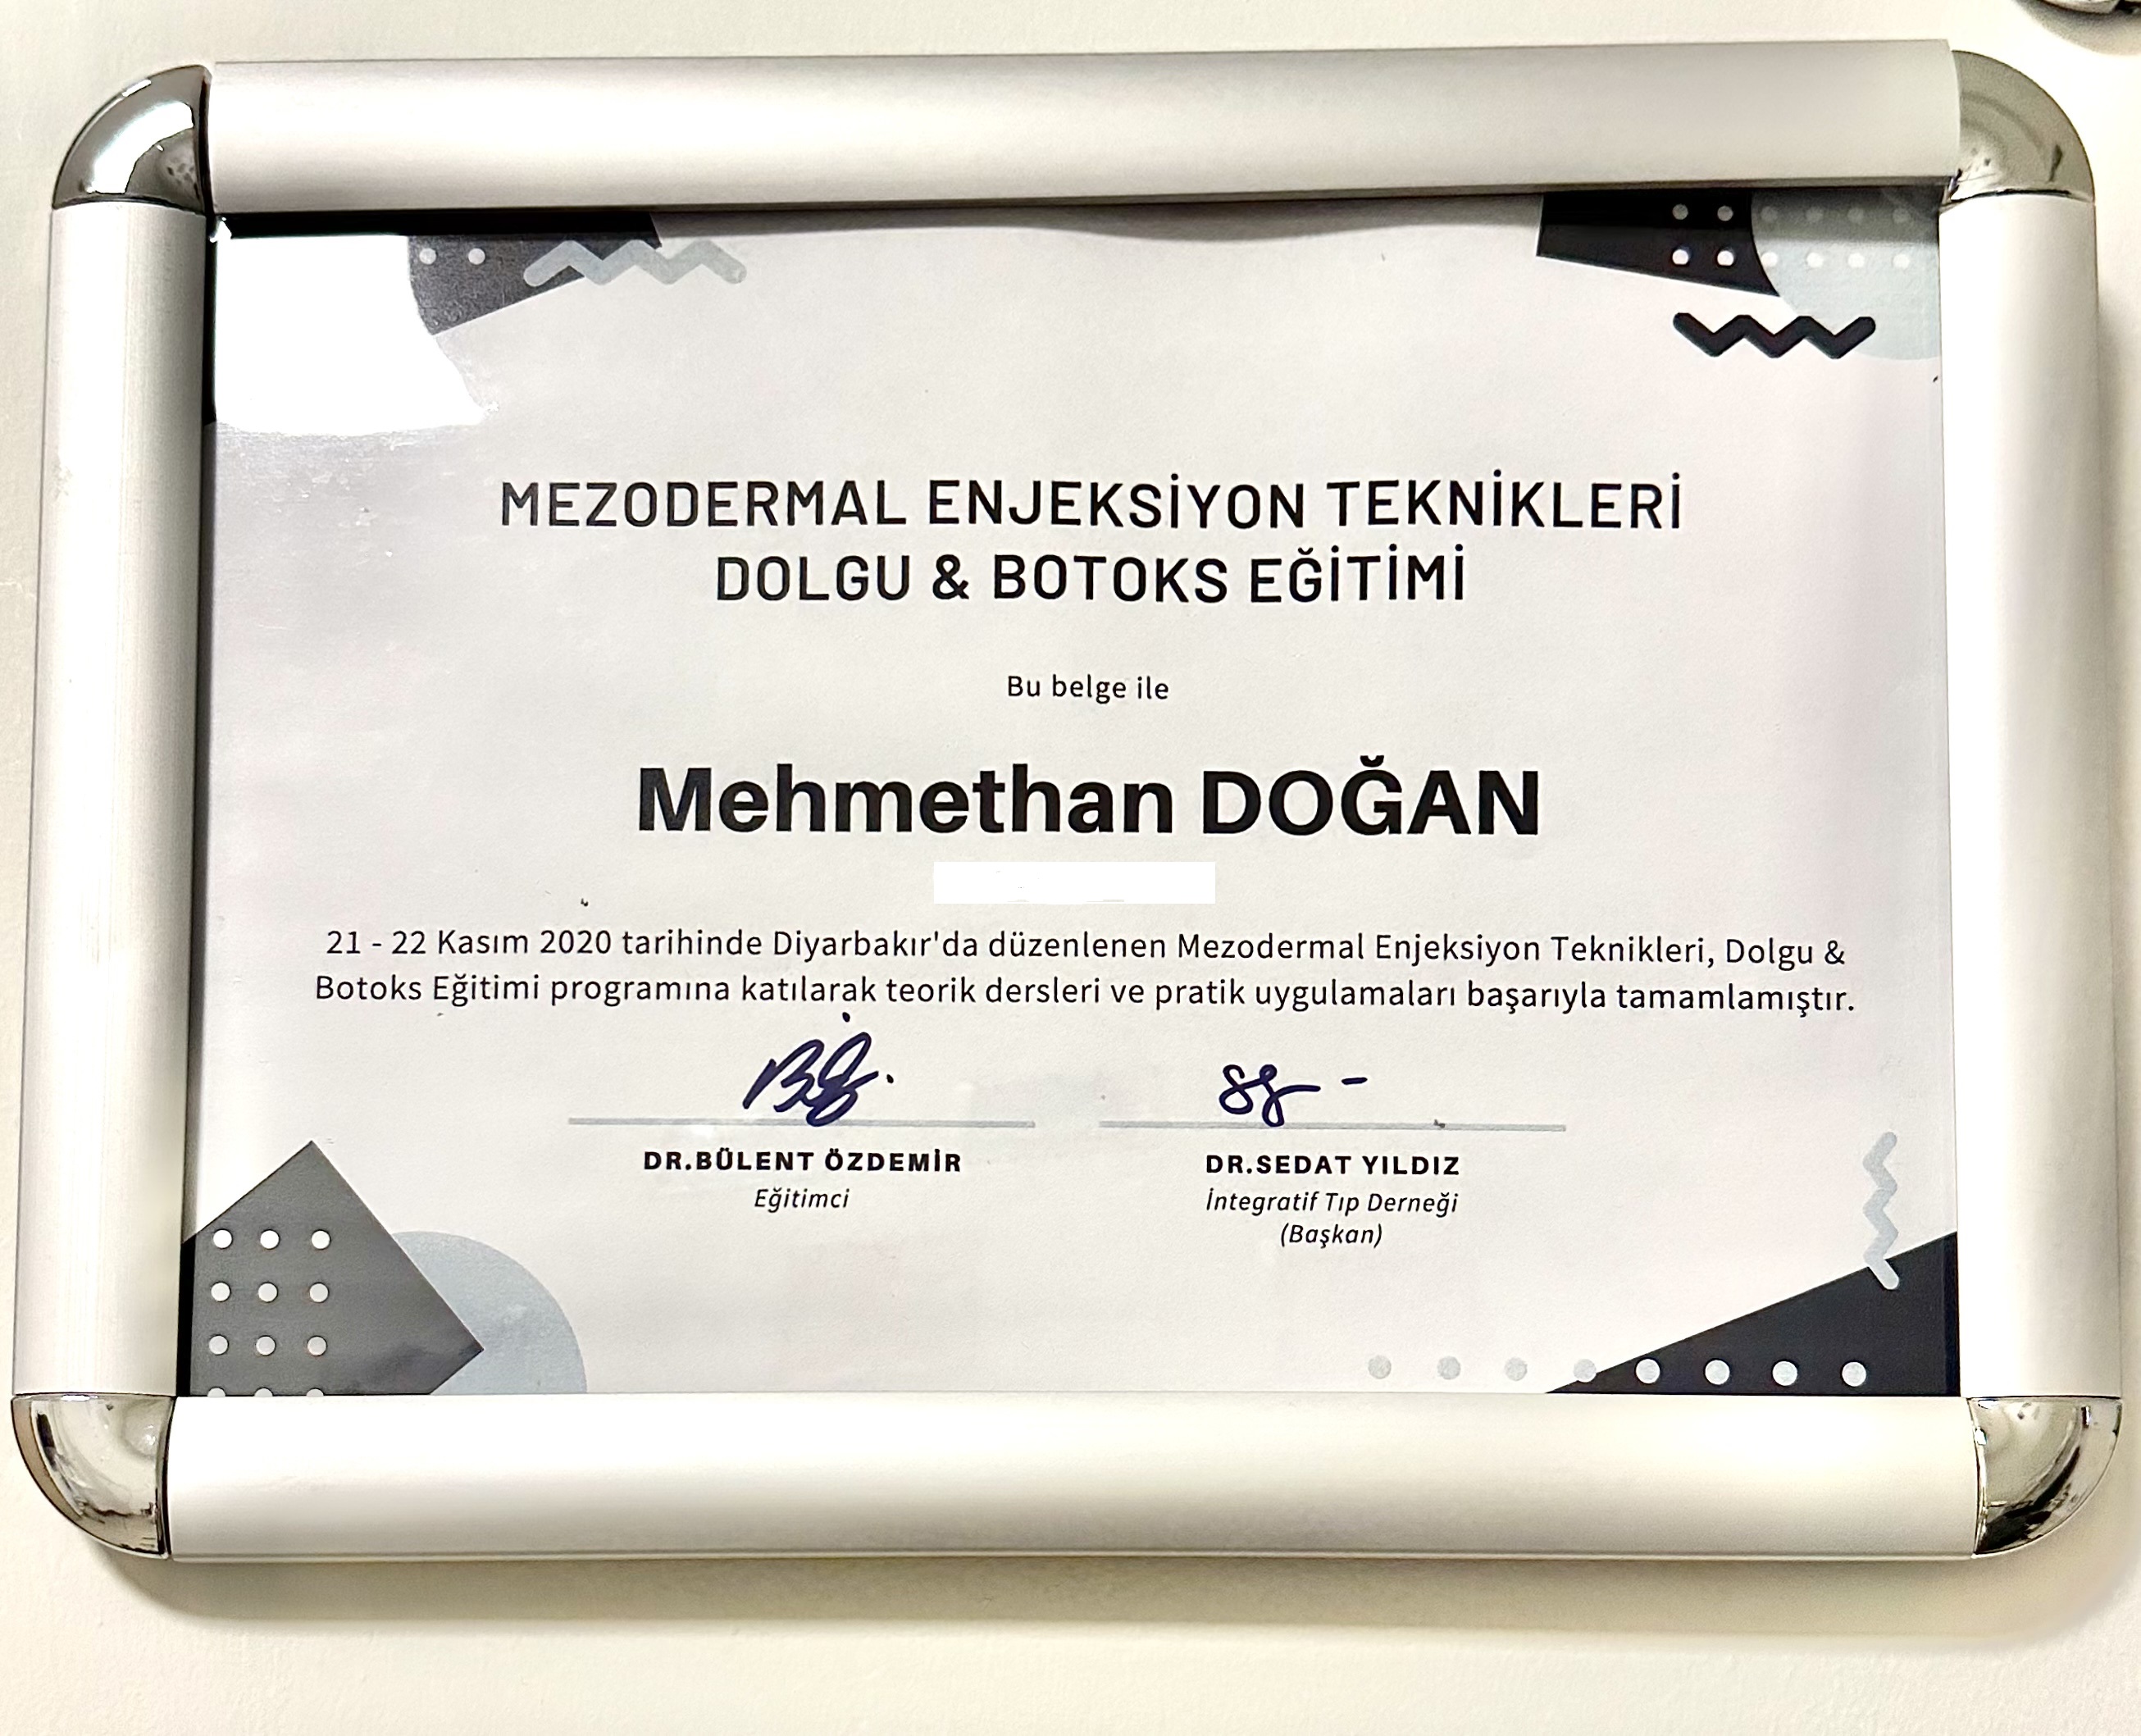 MEZODERMAL ENJEKSİYON TEKNİKLERİ
DOLGU & BOTOKS EĞİTİMİ
Bu belge ile
Mehmethan DOĞAN
21 - 22 Kasım 2020 tarihinde Diyarbakır'da düzenlenen Mezodermal Enjeksiyon Teknikleri, Dolgu &
Botoks Eğitimi programına katılarak teorik dersleri ve pratik uygulamaları başarıyla tamamlamıştır.
DR.BÜLENT ÖZDEMİR
Eğitimci
DR.SEDAT YILDIZ
İntegratif Tıp Derneği
(Başkan)